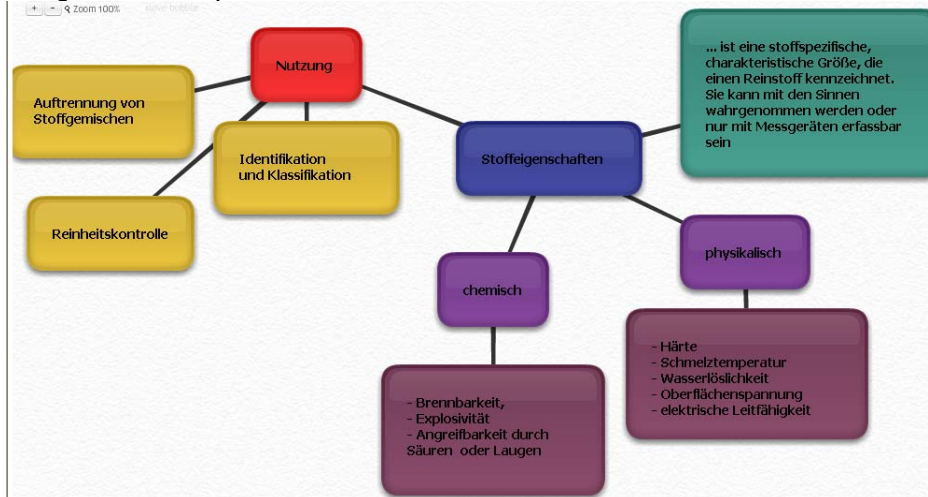 + - Zoom 100%
Nutzung
Auftrennung von
Stoffgemischen
Identifikation
und Klassifikation
Reinheitskontrolle
Stoffeigenschaften
... ist eine stoffspezifische,
charakteristische Größe, die
einen Reinstoff kennzeichnet.
Sie kann mit den Sinnen
wahrgenommen werden oder
nur mit Messgeräten erfassbar
sein
chemisch
physikalisch
- Brennbarkeit,
- Explosivität
- Angreifbarkeit durch
Säuren oder Laugen
- Härte
- Schmelztemperatur
- Wasserlöslichkeit
- Oberflächenspannung
- elektrische Leitfähigkeit